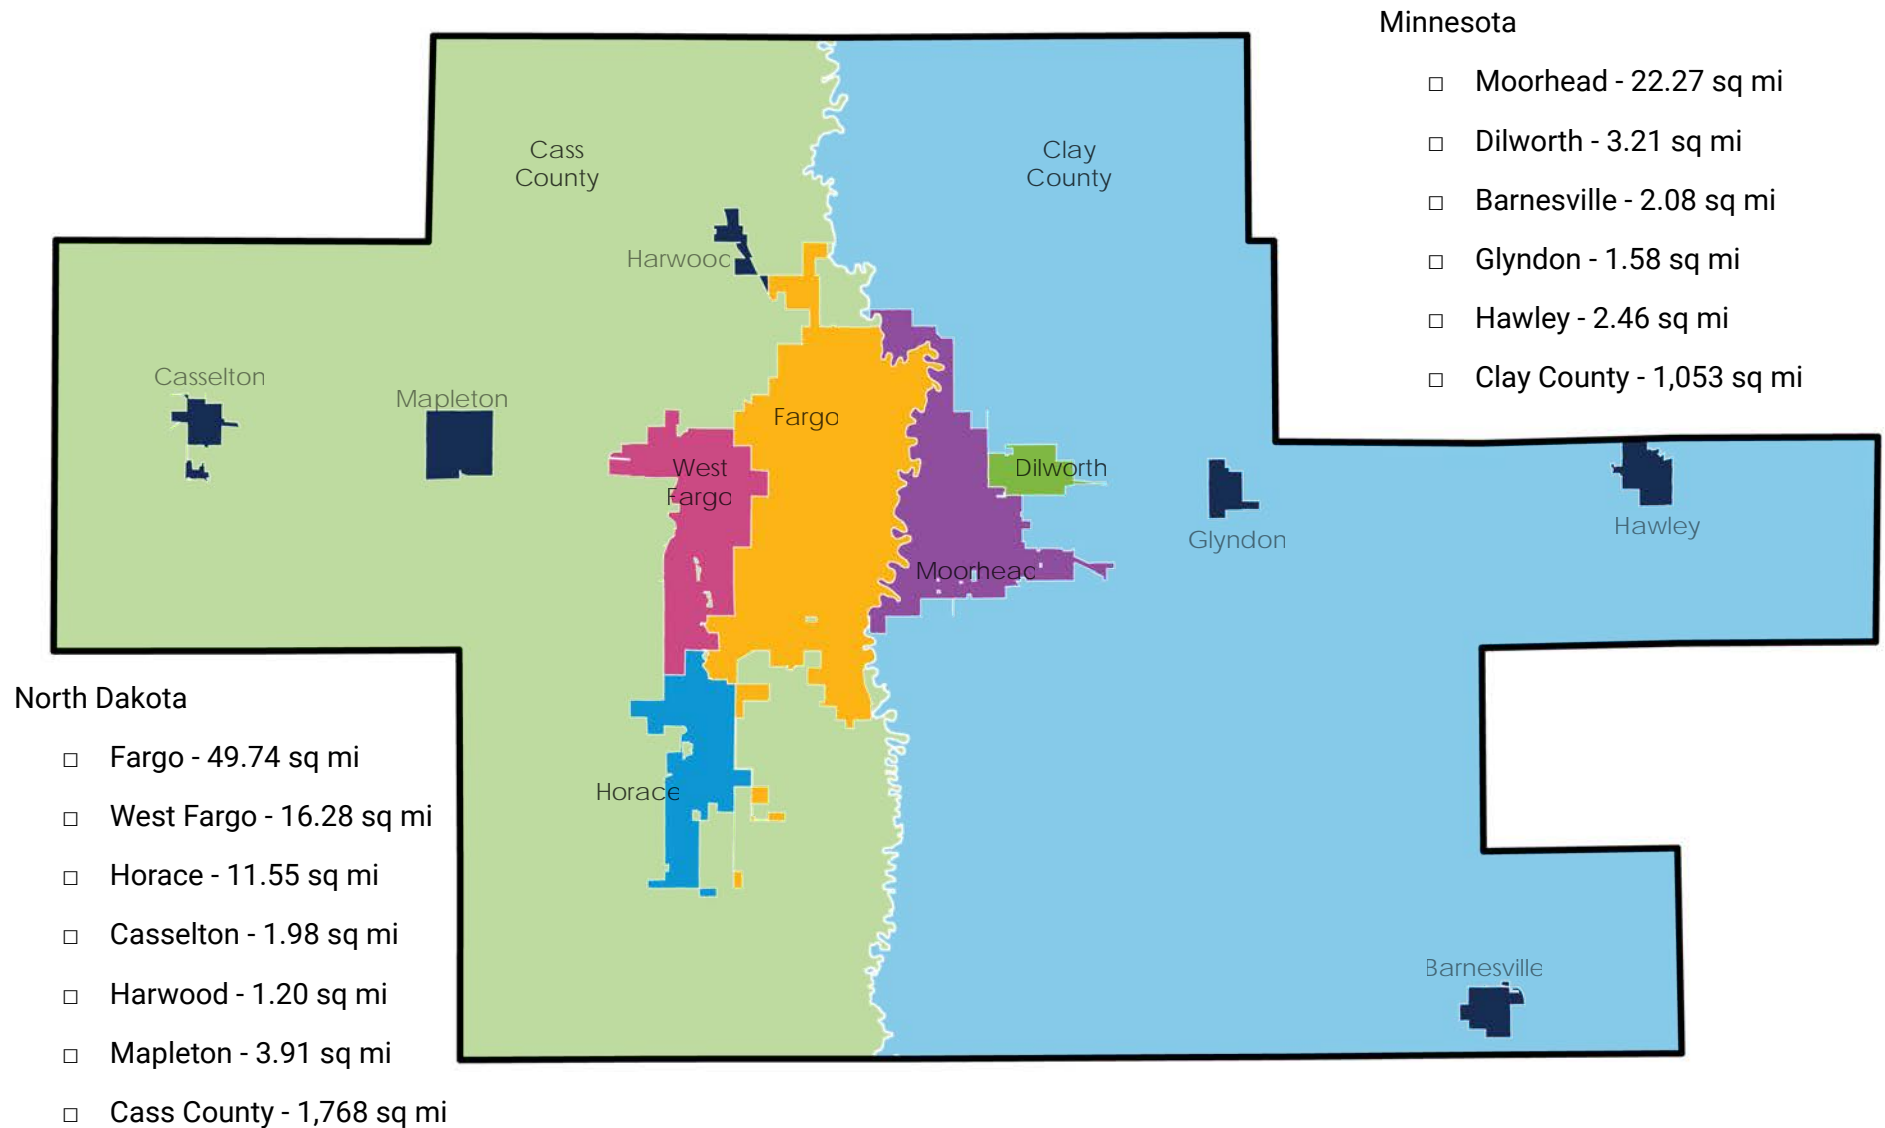 Minnesota
□ Moorhead - 22.27 sq mi
□ Dilworth - 3.21 sq mi
□ Barnesville - 2.08 sq mi
□ Glyndon - 1.58 sq mi
□ Hawley - 2.46 sq mi
□ Clay County - 1,053 sq mi
Cass
County
Clay
County
Harwood
Casselton
Mapleton
Fargo
West
Fargo
Dilworth
Glyndon
Hawley
Moorhead
Horace
Barnesville
North Dakota
□ Fargo - 49.74 sq mi
□ West Fargo - 16.28 sq mi
□ Horace - 11.55 sq mi
□ Casselton - 1.98 sq mi
□ Harwood - 1.20 sq mi
□ Mapleton - 3.91 sq mi
□ Cass County - 1,768 sq mi